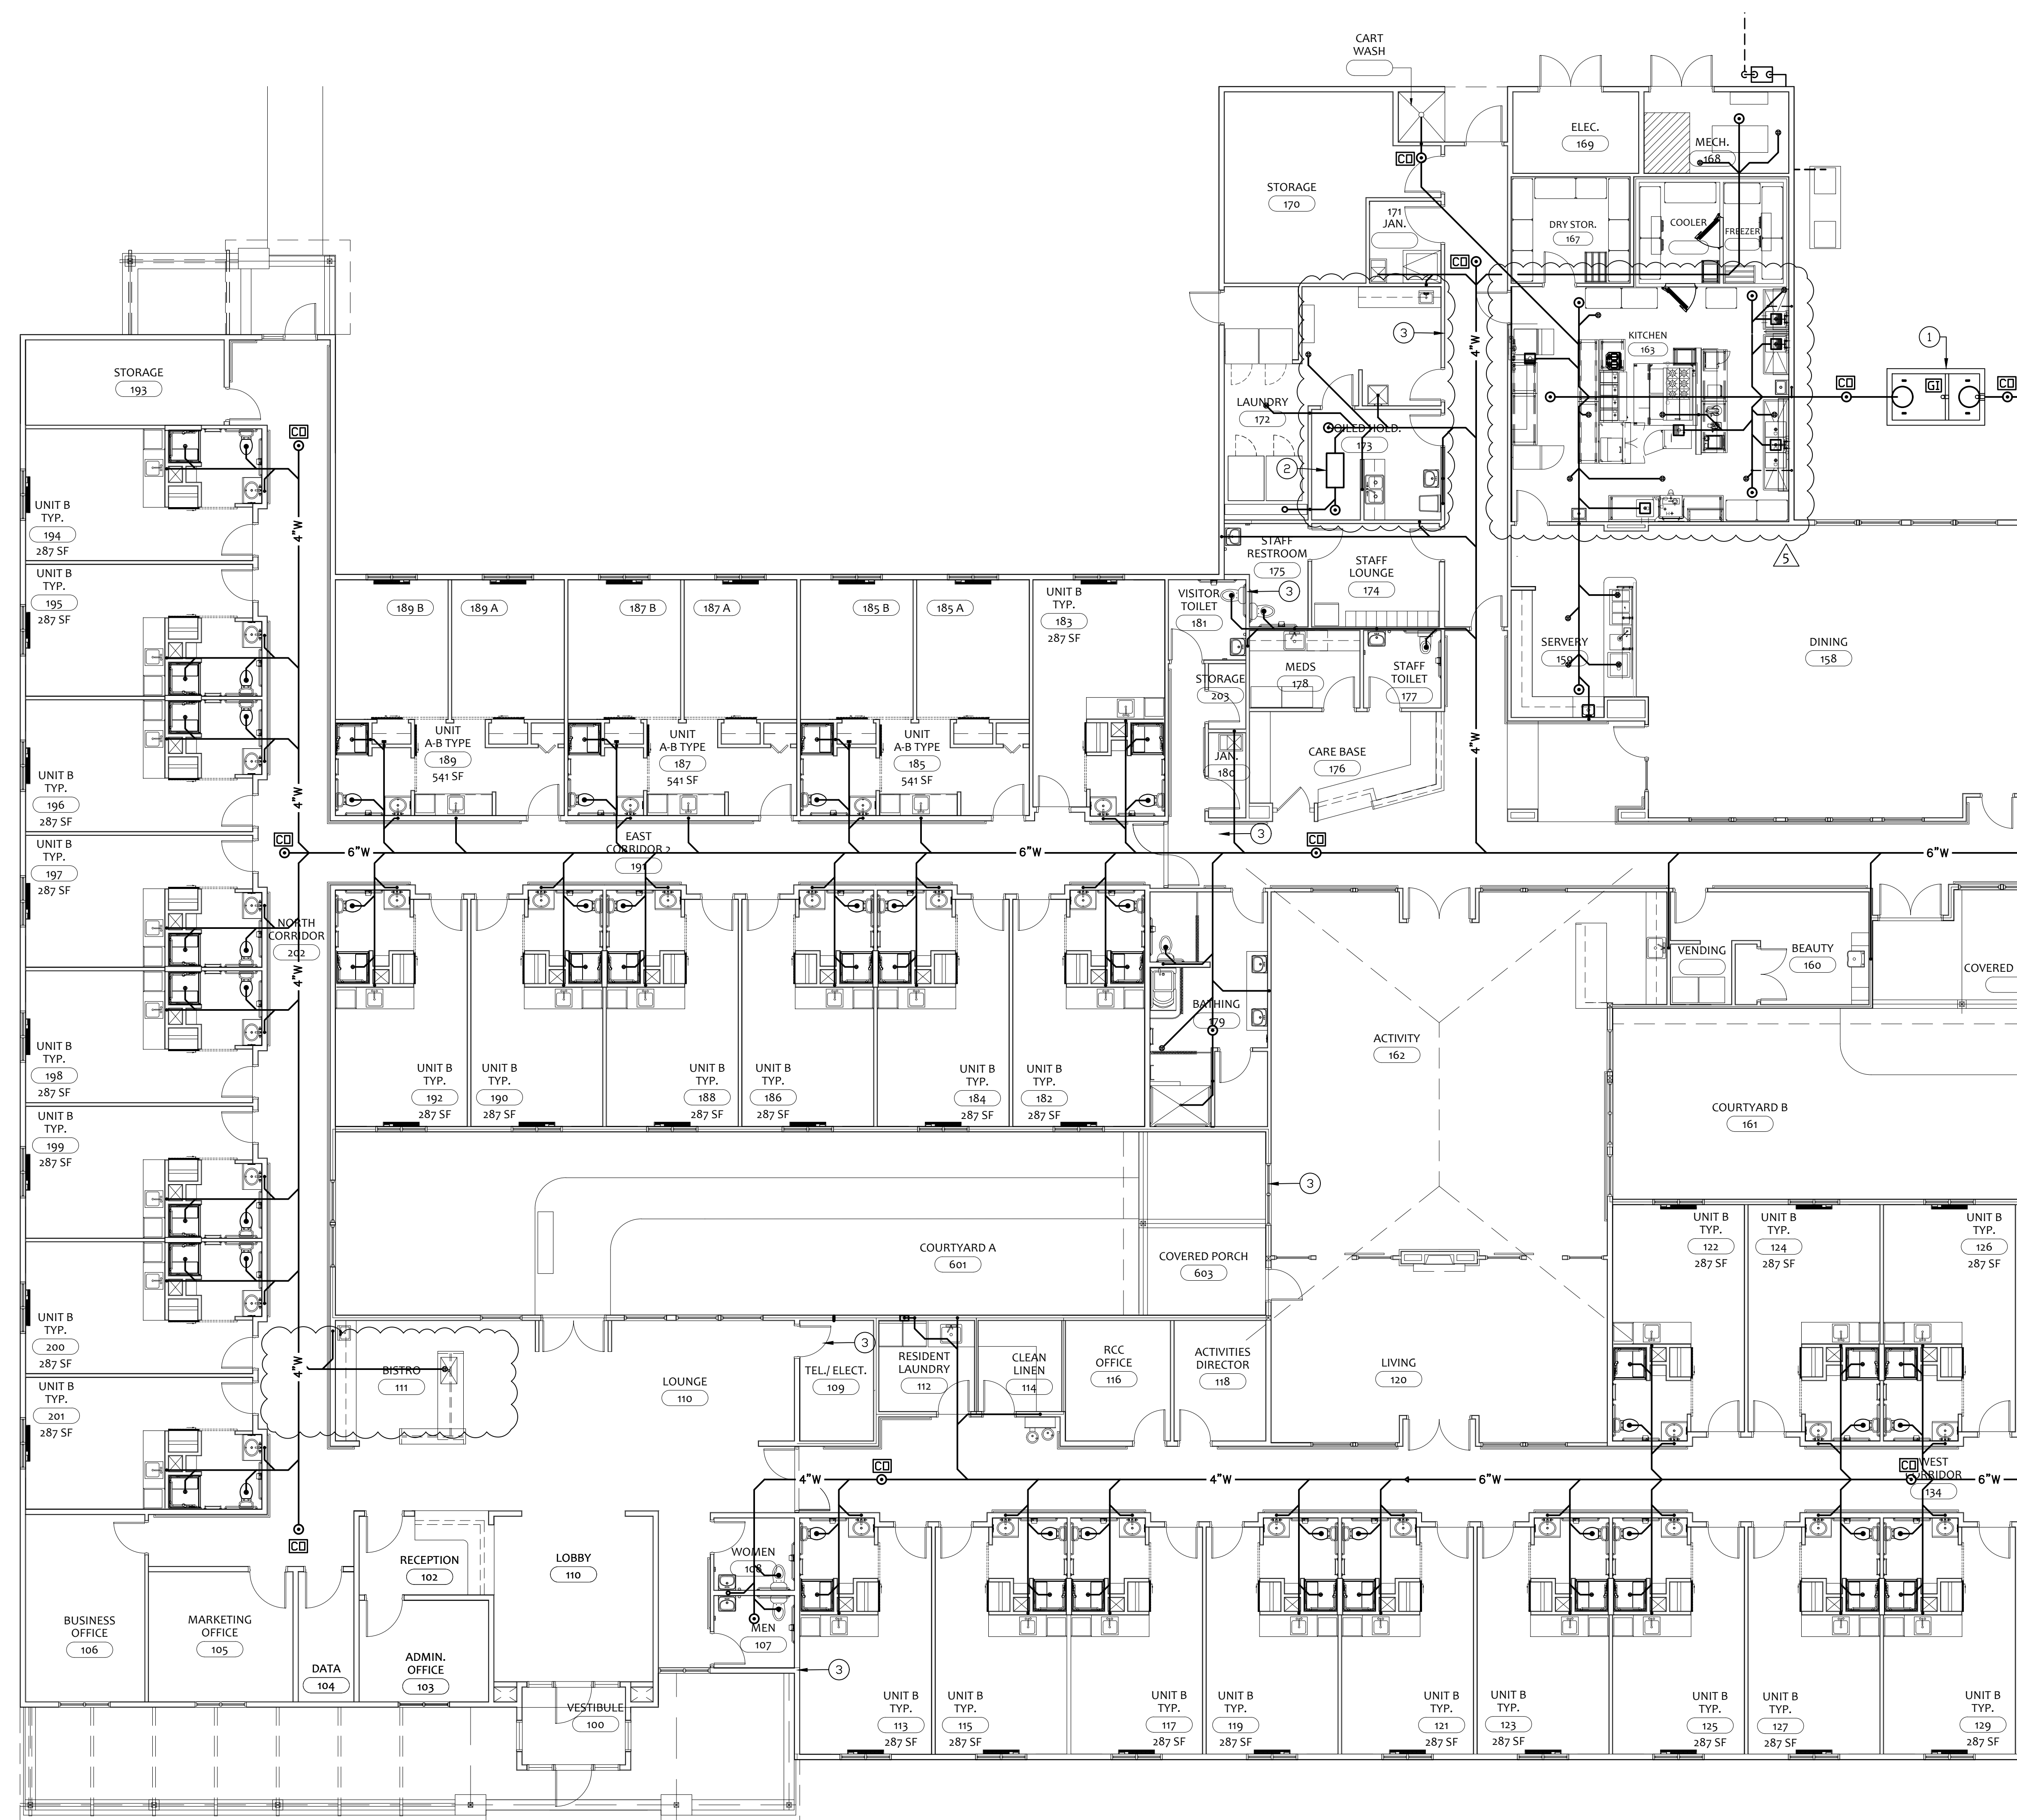 CART
WASH
ELEC.
169
MECH.
168
CO
STORAGE
170
171
JAN.
DRY STOR.
167
COOLER
FREEZER
CO
3
4"W
KITCHEN
163
1
CO
GI
CO
STORAGE
193
LAUNDRY
172
173
2
CO
UNIT B
TYP.
194
287 SF
4"W
5
UNIT B
TYP.
195
287 SF
STAFF
RESTROOM
175
STAFF
LOUNGE
174
3
189 B
189 A
187 B
187 A
185 B
185 A
UNIT B
TYP.
183
287 SF
VISITOR
TOILET
181
SERVERY
159
DINING
158
MEDS
178
STAFF
TOILET
177
STORAGE
203
UNIT
A-B TYPE
189
541 SF
UNIT
A-B TYPE
187
541 SF
UNIT
A-B TYPE
185
541 SF
JAN.
180
CARE BASE
176
4"W
UNIT B
TYP.
196
287 SF
4"W
3
CO
6"W
EAST
CORRIDOR 2
191
6"W
CO
6"W
UNIT B
TYP.
197
287 SF
NORTH
CORRIDOR
202
4"W
VENDING
BEAUTY
160
COVERED
BATHING
179
ACTIVITY
162
UNIT B
TYP.
198
287 SF
UNIT B
TYP.
192
287 SF
UNIT B
TYP.
190
287 SF
UNIT B
TYP.
188
287 SF
UNIT B
TYP.
186
287 SF
UNIT B
TYP.
184
287 SF
UNIT B
TYP.
182
287 SF
COURTYARD B
161
UNIT B
TYP.
199
287 SF
3
COURTYARD A
601
COVERED PORCH
603
UNIT B
TYP.
122
287 SF
UNIT B
TYP.
124
287 SF
UNIT B
TYP.
126
287 SF
UNIT B
TYP.
200
287 SF
4"W
BISTRO
111
LOUNGE
110
3
TEL./ ELECT.
109
RESIDENT
LAUNDRY
112
CLEAN
LINEN
114
RCC
OFFICE
116
ACTIVITIES
DIRECTOR
118
LIVING
120
UNIT B
TYP.
201
287 SF
CO
4"W
4"W
6"W
CO
WEST
CORRIDOR
134
6"W
CO
RECEPTION
102
LOBBY
110
WOMEN
108
MEN
107
BUSINESS
OFFICE
106
MARKETING
OFFICE
105
DATA
104
ADMIN.
OFFICE
103
3
VESTIBULE
100
UNIT B
TYP.
113
287 SF
UNIT B
TYP.
115
287 SF
UNIT B
TYP.
117
287 SF
UNIT B
TYP.
119
287 SF
UNIT B
TYP.
121
287 SF
UNIT B
TYP.
123
287 SF
UNIT B
TYP.
125
287 SF
UNIT B
TYP.
127
287 SF
UNIT B
TYP.
129
287 SF